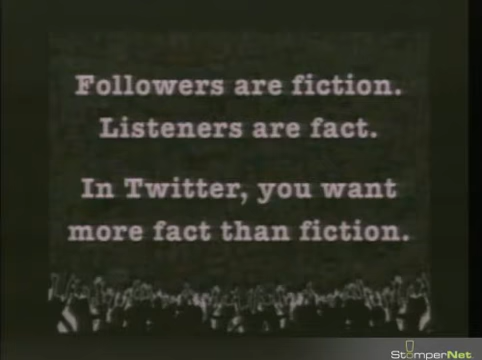 Followers are fiction.
Listeners are fact.
In Twitter, you want
more fact than fiction.
StomperNet